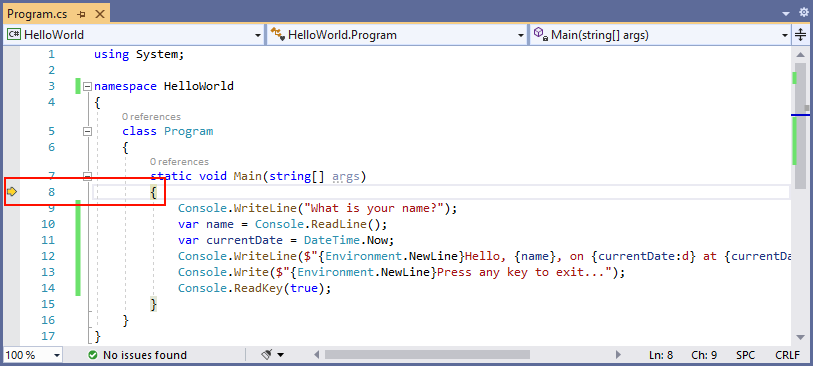 Program.cs
C# HelloWorld HelloWorld.Program Main(string[] args)
1 using System;
2
3 namespace HelloWorld
4 {
0 references
5 class Program
6 {
0 references
7 static void Main(string[] args)
8 {
9 Console.WriteLine("What is your name?");
10 var name = Console.ReadLine();
11 var currentDate = DateTime.Now;
12 Console.WriteLine($"{Environment.NewLine}Hello, {name}, on {currentDate:d} at {currentDa
13 Console.Write($"{Environment.NewLine}Press any key to exit...");
14 Console.ReadKey(true);
15 }
16 }
17 }
100 % No issues found Ln: 8 Ch: 9 SPC CRLF